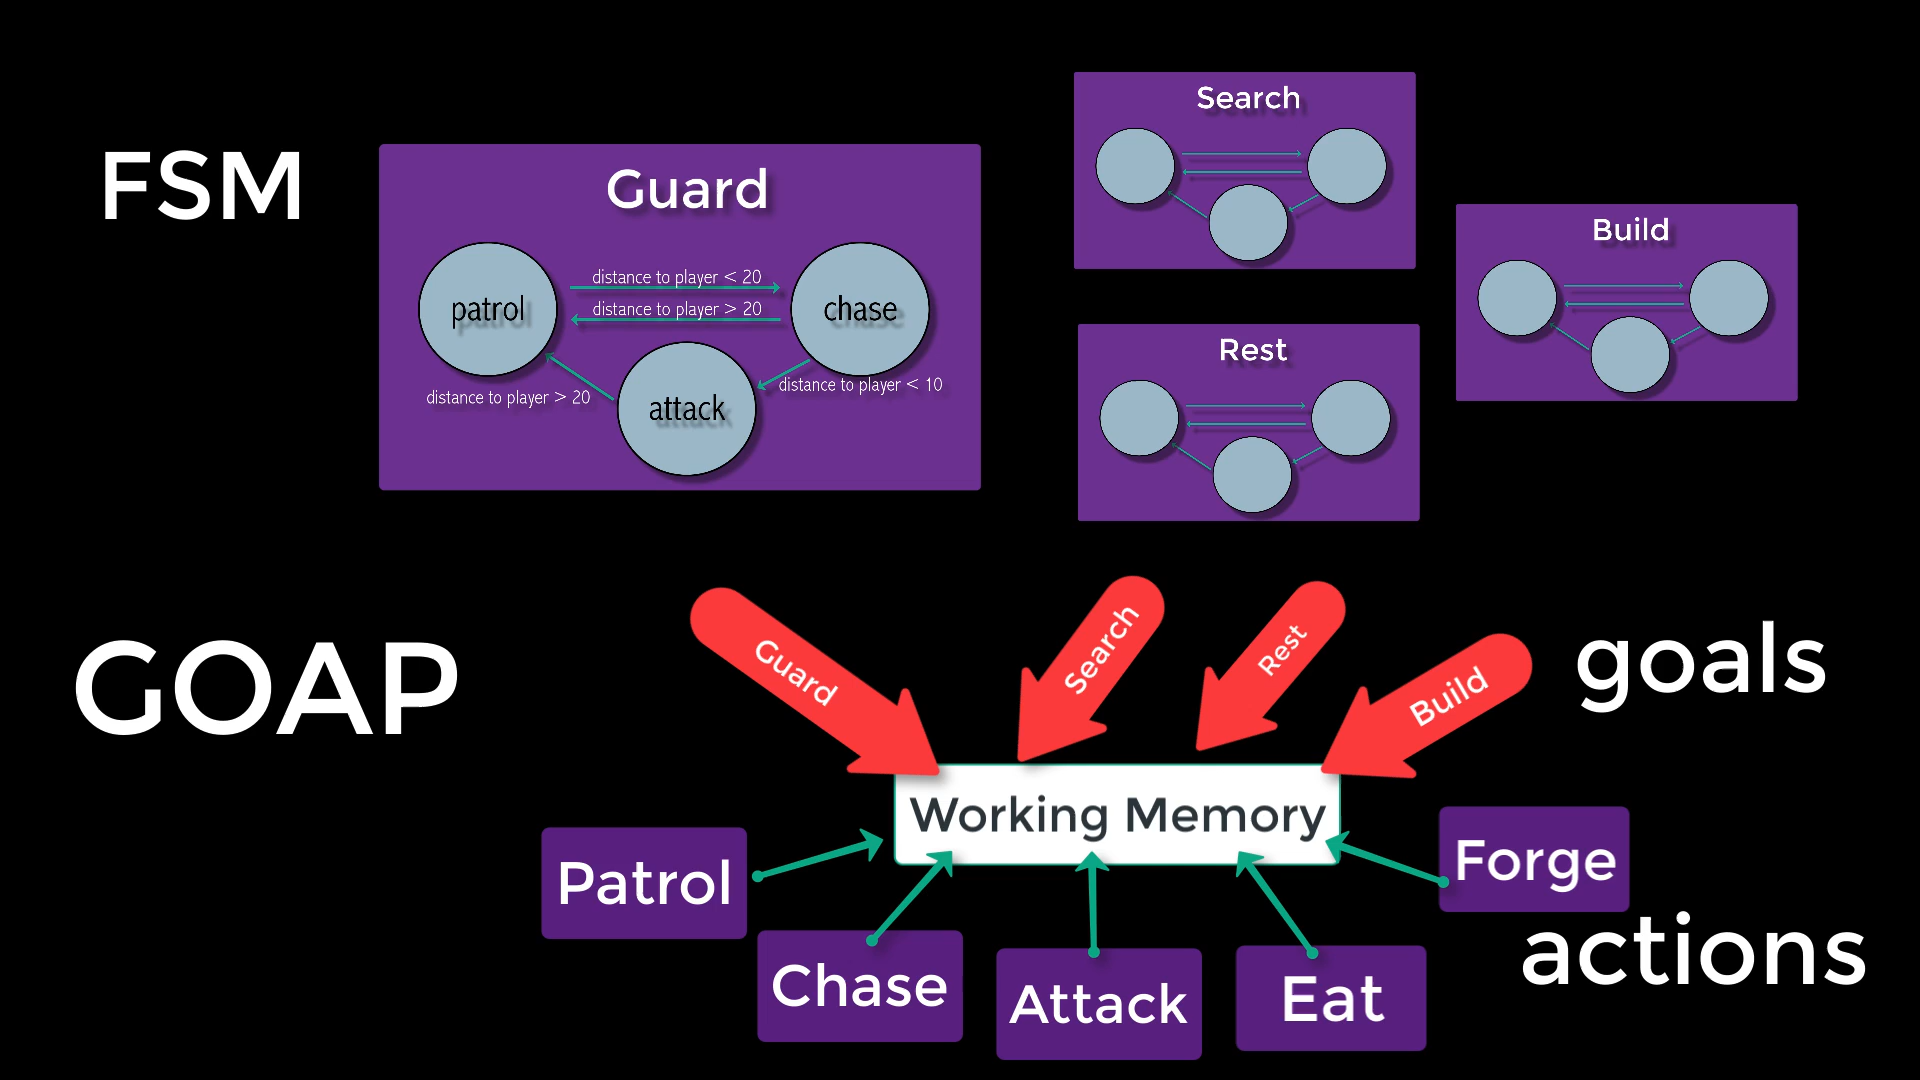 FSM
Guard
patrol
distance to player < 20
distance to player > 20
chase
distance to player > 20
attack
distance to player < 10
Search
Build
Rest
GOAP
Guard
Search
Rest
Build
goals
Working Memory
Patrol
Chase
Attack
Eat
Forge
actions